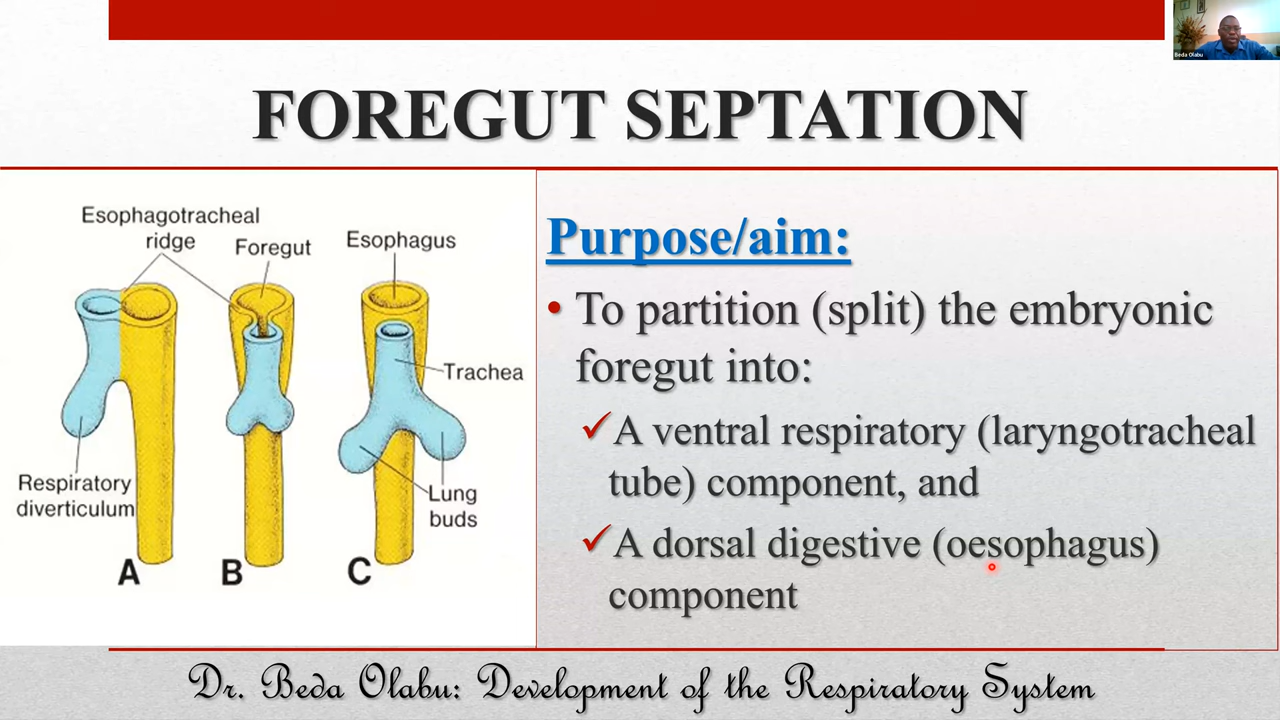 Beda Olabu
FOREGUT SEPTATION
Esophagotracheal
ridge
Foregut
Esophagus
Trachea
Respiratory
diverticulum
Lung
buds
A
B
C
Purpose/aim:
• To partition (split) the embryonic
foregut into:
✓A ventral respiratory (laryngotracheal
tube) component, and
✓A dorsal digestive (oesophagus)
component
Dr. Beda Olabu: Development of the Respiratory System